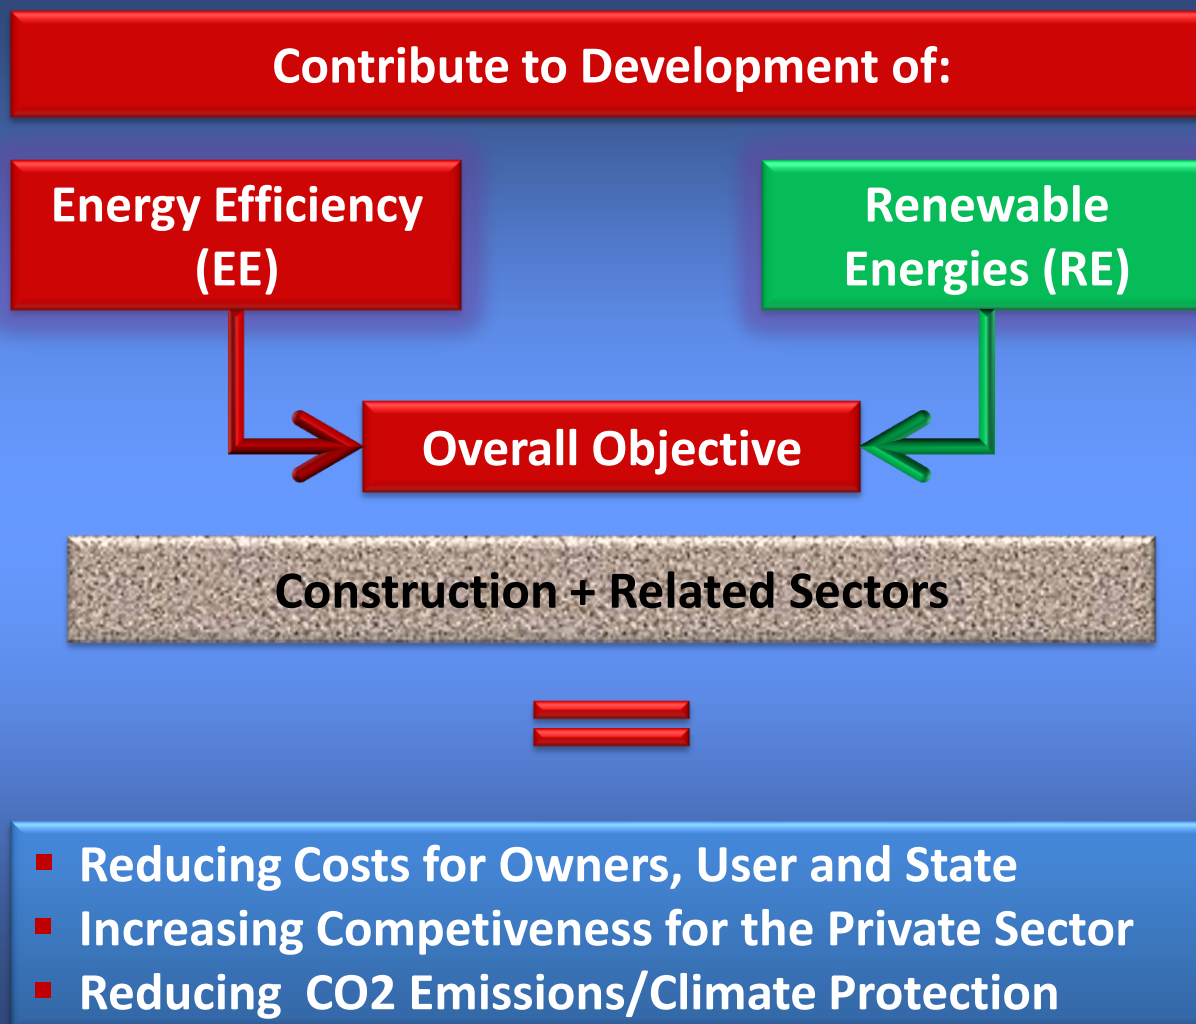 Contribute to Development of:
Energy Efficiency
(EE)
Renewable
Energies (RE)
Overall Objective
Construction + Related Sectors
=
▪ Reducing Costs for Owners, User and State
▪ Increasing Competiveness for the Private Sector
▪ Reducing  CO2 Emissions/Climate Protection